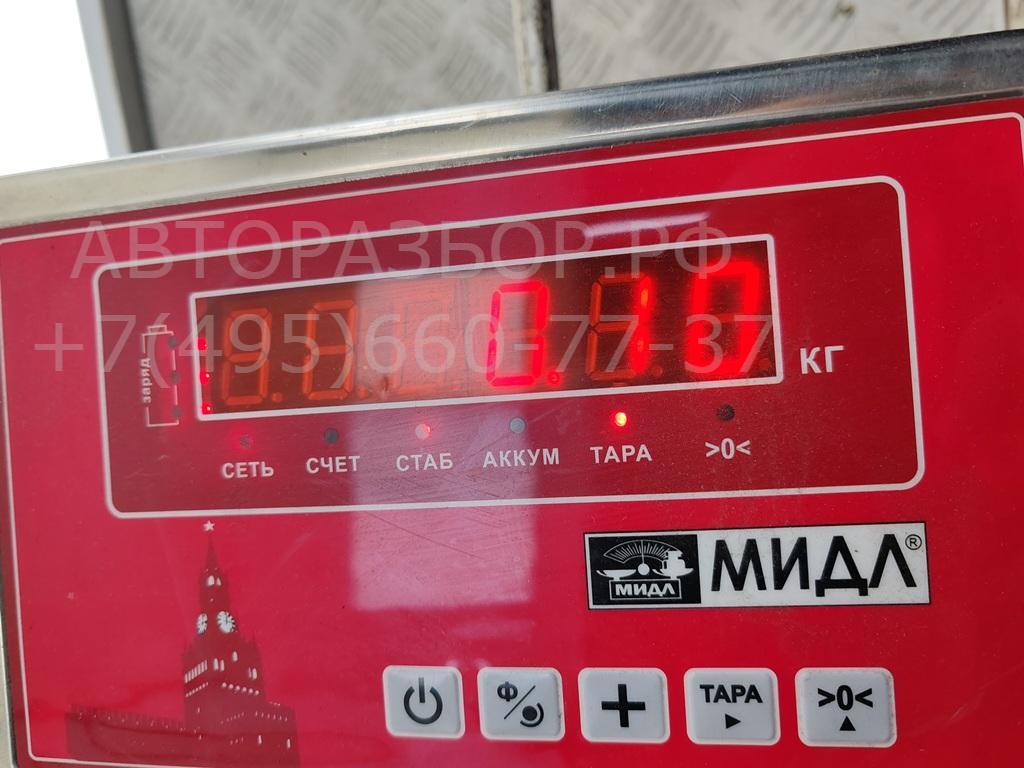 АВТОРАЗБОР.РФ
+7(495)660-77-37
заряд
0.10
КГ
СЕТЬ СЧЕТ СТАБ АККУМ ТАРА >0<
МИДЛ МИДЛ®
Ф ТАРА >0<